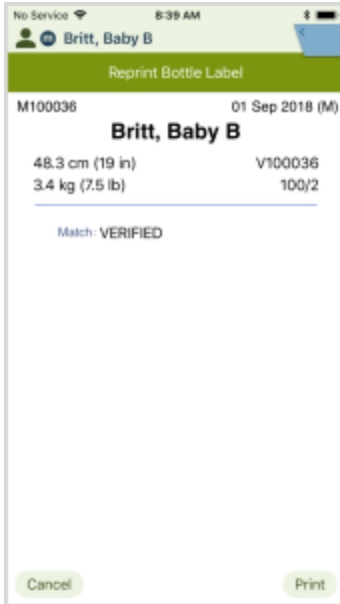 No Service 8:39 AM
Britt, Baby B
Reprint Bottle Label
M100036 01 Sep 2018 (M)
Britt, Baby B
48.3 cm (19 in) V100036
3.4 kg (7.5 lb) 100/2
Match: VERIFIED
Cancel Print